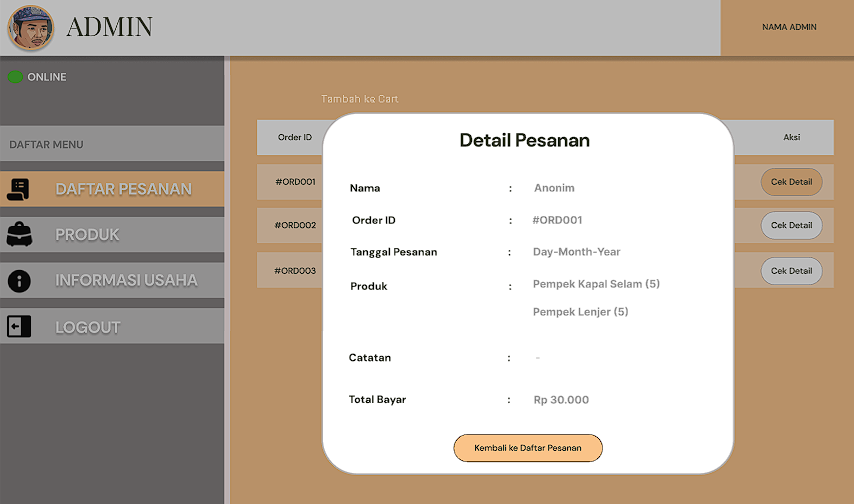 ADMIN
NAMA ADMIN
ONLINE
DAFTAR MENU
DAFTAR PESANAN
PRODUK
INFORMASI USAHA
LOGOUT
Tambah ke Cart
Order ID
Aksi
#ORD001
Cek Detail
#ORD002
Cek Detail
#ORD003
Cek Detail
Detail Pesanan
Nama : Anonim
Order ID : #ORD001
Tanggal Pesanan : Day-Month-Year
Produk : Pempek Kapal Selam (5)
Pempek Lenjer (5)
Catatan : -
Total Bayar : Rp 30.000
Kembali ke Daftar Pesanan